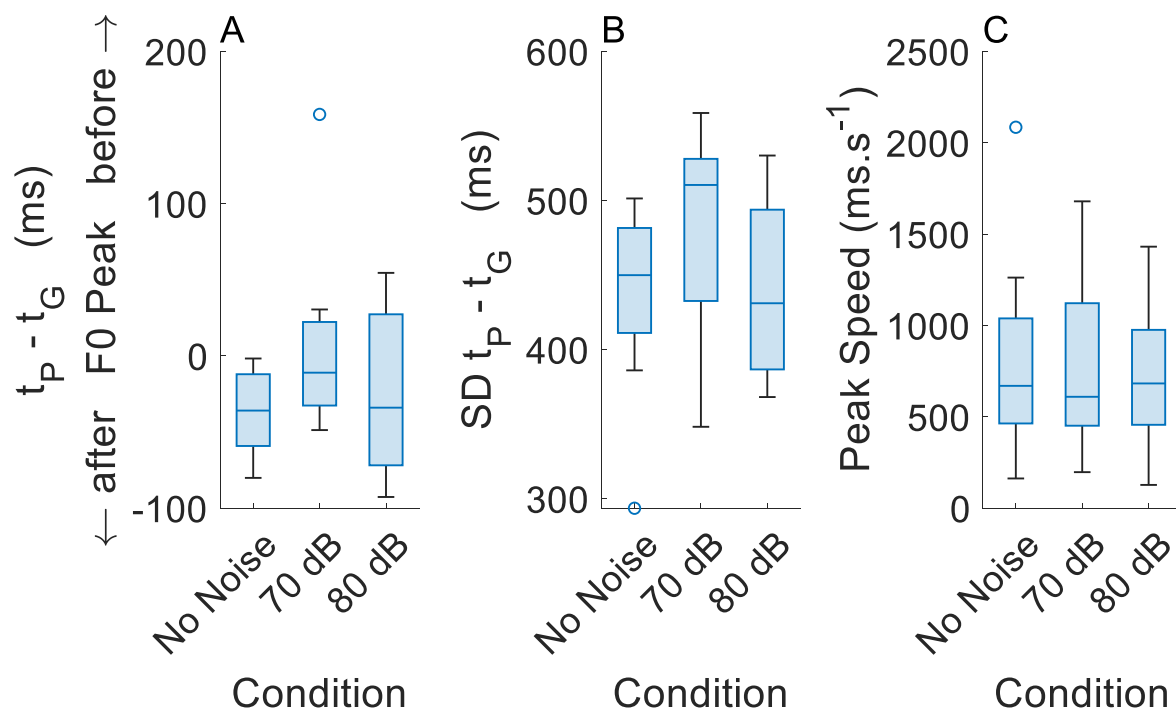 A
t_P - t_G (ms)
← after F0 Peak before →
200
100
0
-100
No Noise
70 dB
80 dB
Condition
B
SD t_P - t_G (ms)
600
500
400
300
No Noise
70 dB
80 dB
Condition
C
Peak Speed (ms.s^-1)
2500
2000
1500
1000
500
0
No Noise
70 dB
80 dB
Condition